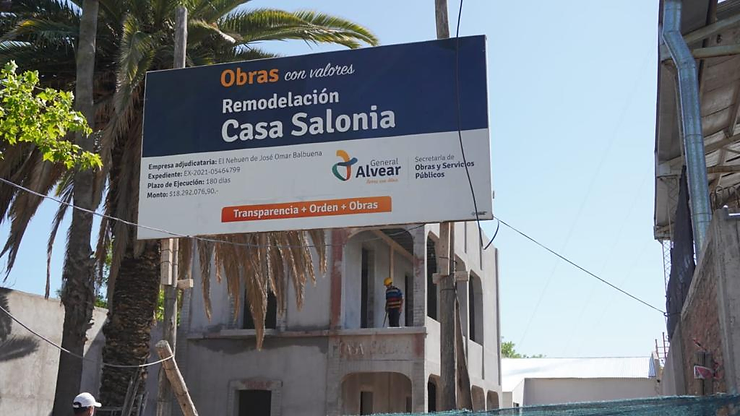 Obras con valores
Remodelación
Casa Salonia
Empresa adjudicataria: El Nehuen de José Omar Balbuena
Expediente: EX-2021-05464799
Plazo de Ejecución: 180 días
Monto: $18.292.076,90.-
General
Alvear
Secretaría de
Obras y Servicios
Públicos
Transparencia + Orden + Obras